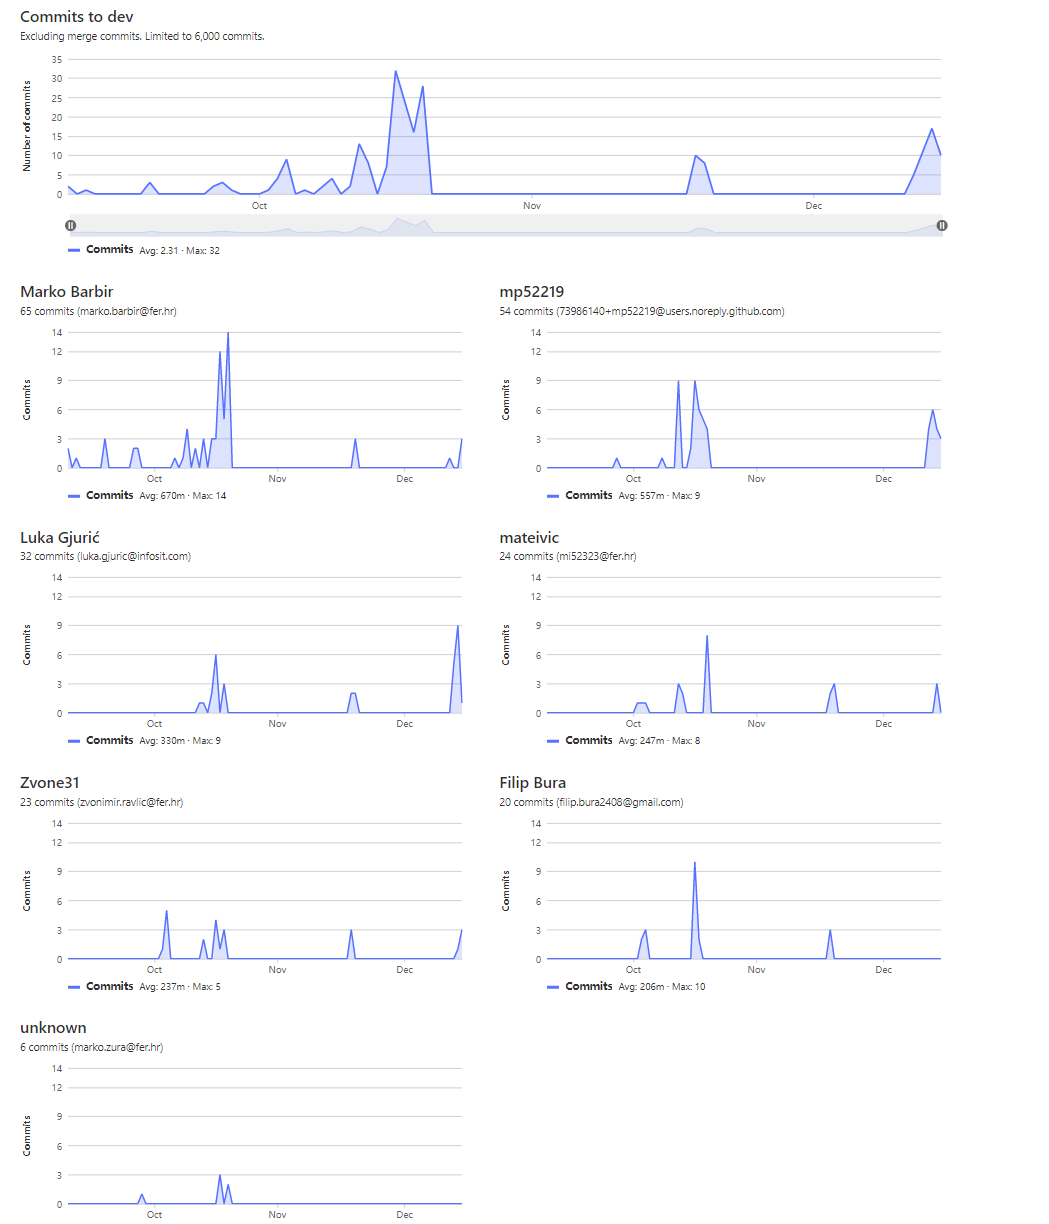 Commits to dev
Excluding merge commits. Limited to 6,000 commits.
Number of commits
35
30
25
20
15
10
5
0
Oct Nov Dec
Commits Avg: 2.31 · Max: 32
Marko Barbir
65 commits (marko.barbir@fer.hr)
Commits
14
12
9
6
3
0
Oct Nov Dec
Commits Avg: 670m · Max: 14
mp52219
54 commits (73986140+mp52219@users.noreply.github.com)
Commits
14
12
9
6
3
0
Oct Nov Dec
Commits Avg: 557m · Max: 9
Luka Gjurić
32 commits (luka.gjuric@infosit.com)
Commits
14
12
9
6
3
0
Oct Nov Dec
Commits Avg: 330m · Max: 9
mateivic
24 commits (mi52323@fer.hr)
Commits
14
12
9
6
3
0
Oct Nov Dec
Commits Avg: 247m · Max: 8
Zvone31
23 commits (zvonimir.ravlic@fer.hr)
Commits
14
12
9
6
3
0
Oct Nov Dec
Commits Avg: 237m · Max: 5
Filip Bura
20 commits (filip.bura2408@gmail.com)
Commits
14
12
9
6
3
0
Oct Nov Dec
Commits Avg: 206m · Max: 10
unknown
6 commits (marko.zura@fer.hr)
Commits
14
12
9
6
3
0
Oct Nov Dec